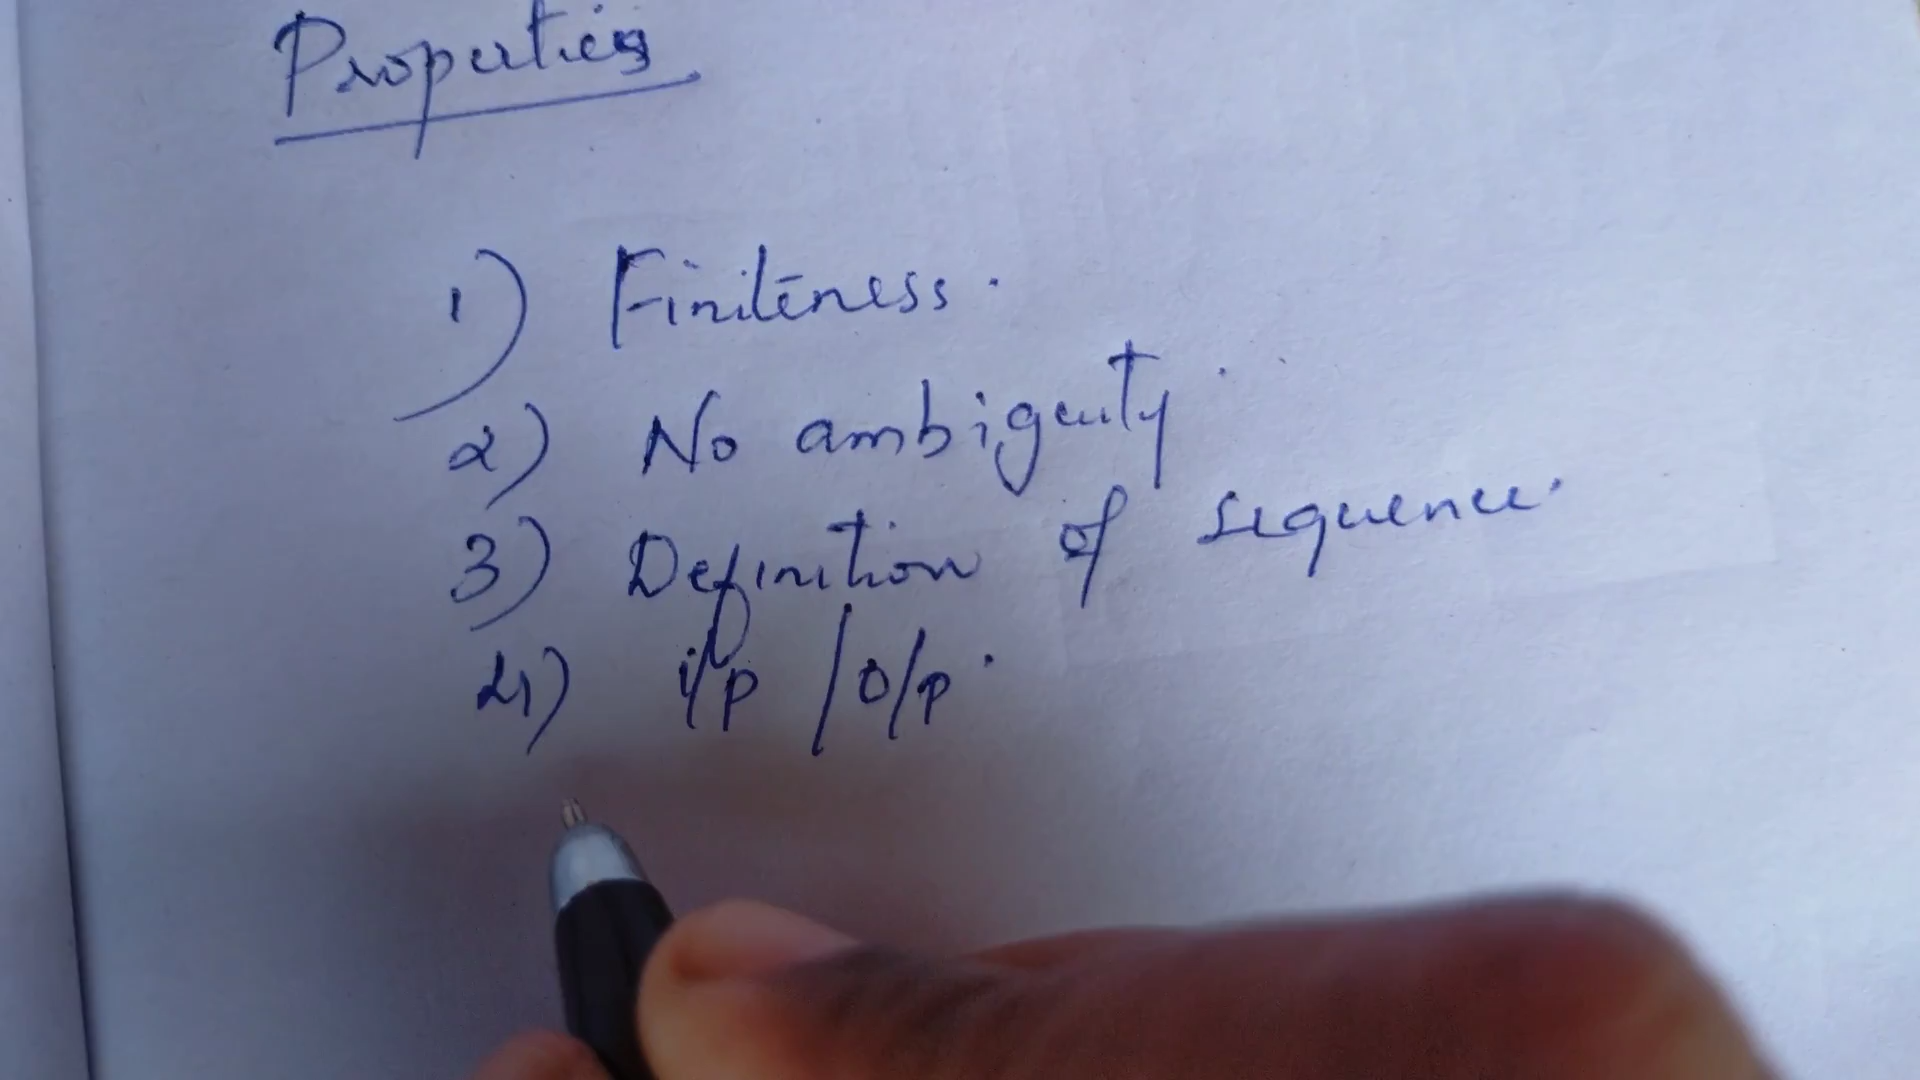 Properties
1) Finiteness.
2) No ambiguity.
3) Definition of sequence.
4) i/p / o/p.